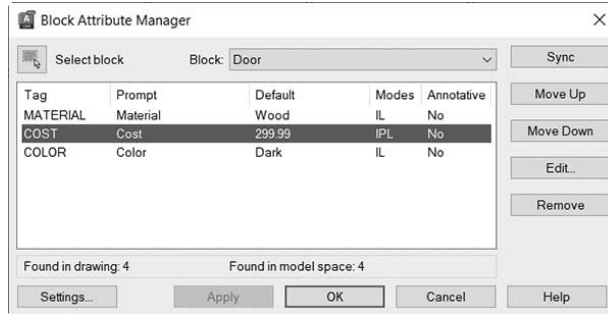 Block Attribute Manager
Select block Block: Door Sync
Tag Prompt Default Modes Annotative Move Up
MATERIAL Material Wood IL No
COST Cost 299.99 IPL No Move Down
COLOR Color Dark IL No
Edit...
Remove
Found in drawing: 4 Found in model space: 4
Settings... Apply OK Cancel Help